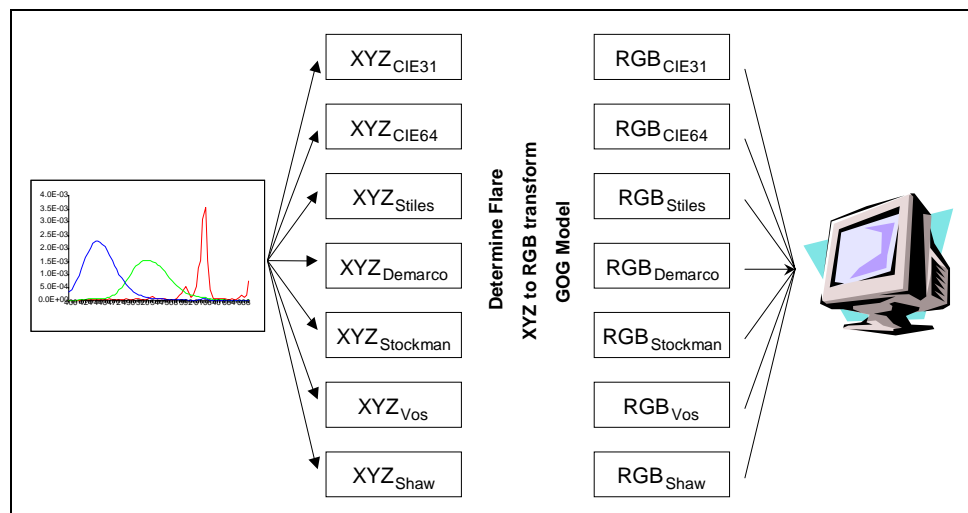 XYZCIE31
XYZCIE64
XYZStiles
XYZDemarco
XYZStockman
XYZVos
XYZShaw
4.0E-03
3.5E-03
3.0E-03
2.5E-03
2.0E-03
1.5E-03
1.0E-03
5.0E-04
0.0E+00
Determine Flare
XYZ to RGB transform
GOG Model
RGBCIE31
RGBCIE64
RGBStiles
RGBDemarco
RGBStockman
RGBVos
RGBShaw